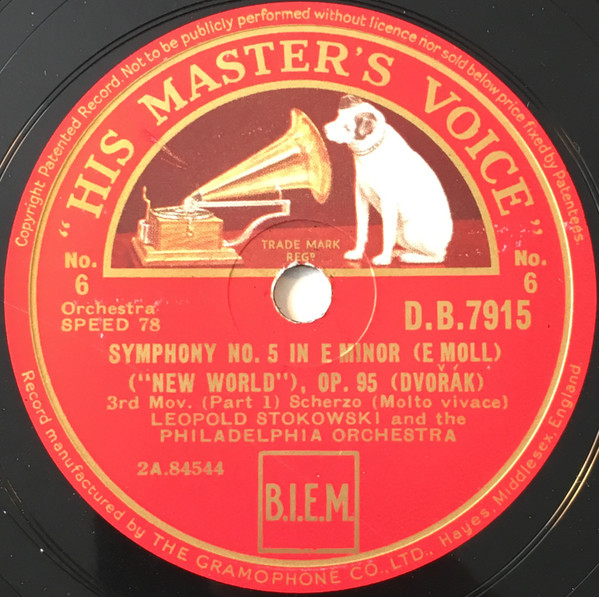 Copyright Patented Record. Not to be publicly performed without licence nor sold below price fixed by Patentees.
"HIS MASTER'S VOICE"
TRADE MARK
REGD
No.
6
No.
6
Orchestra
SPEED 78
D.B.7915
SYMPHONY NO. 5 IN E MINOR (E MOLL)
("NEW WORLD"), OP. 95 (DVOŘÁK)
3rd Mov. (Part 1) Scherzo (Molto vivace)
LEOPOLD STOKOWSKI and the
PHILADELPHIA ORCHESTRA
2A.84544
B.I.E.M.
Record manufactured by THE GRAMOPHONE CO., LTD., Hayes, Middlesex, England.